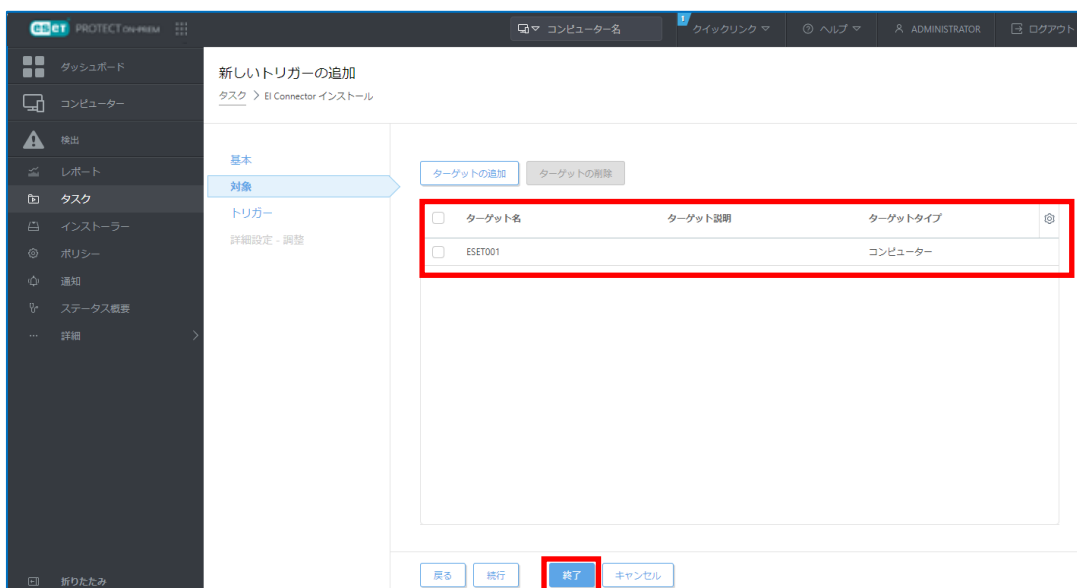 eset PROTECT ON-PREM
コンピューター名
クイックリンク
ヘルプ
ADMINISTRATOR
ログアウト
ダッシュボード
コンピューター
検出
レポート
タスク
インストーラー
ポリシー
通知
ステータス概要
詳細
折りたたみ
新しいトリガーの追加
タスク > EI Connector インストール
基本
対象
トリガー
詳細設定 - 調整
ターゲットの追加 ターゲットの削除
ターゲット名 ターゲット説明 ターゲットタイプ
ESET001 コンピューター
戻る 続行 終了 キャンセル